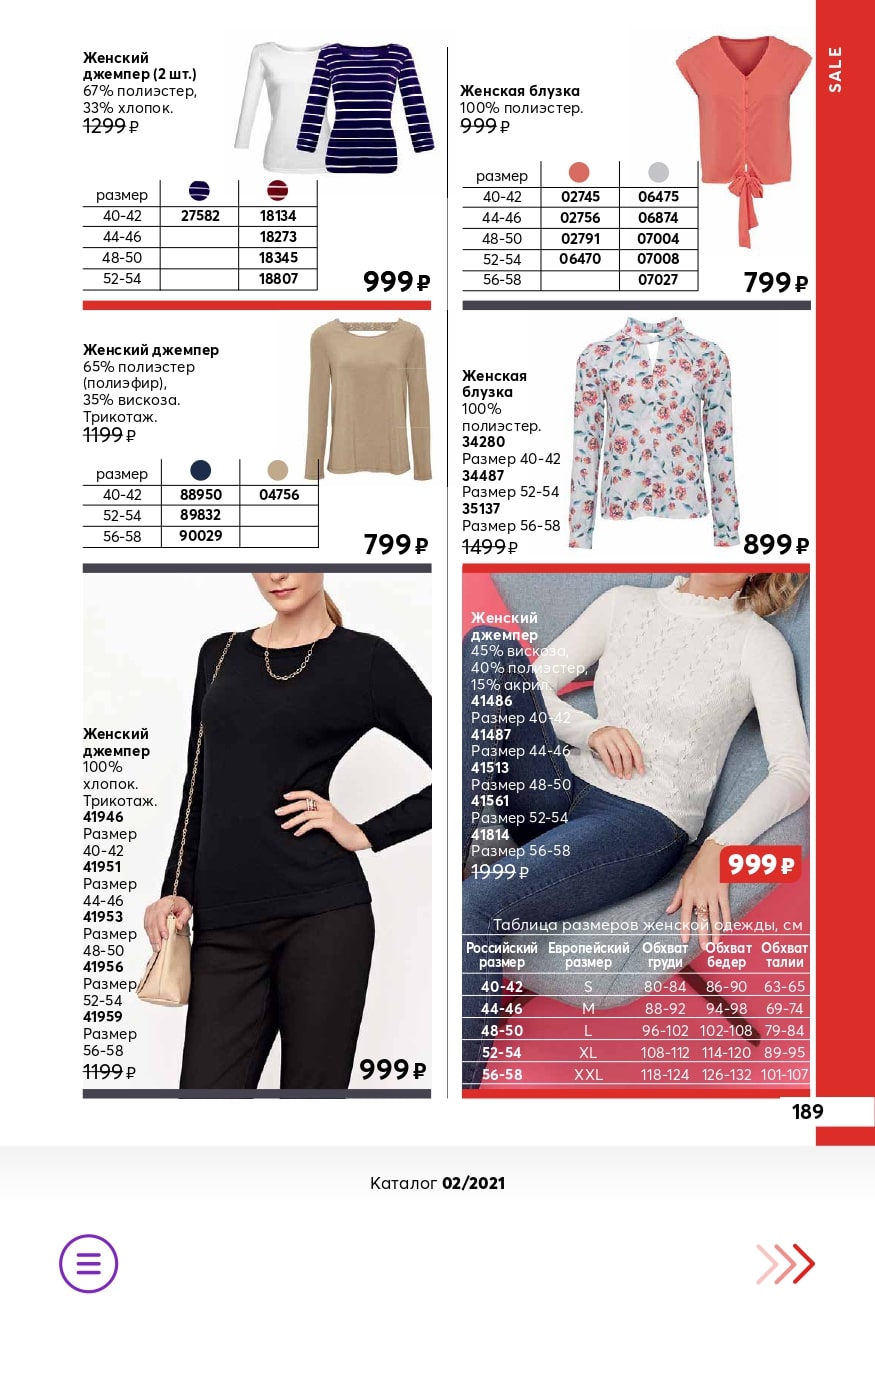 SALE
Женский
джемпер (2 шт.)
67% полиэстер,
33% хлопок.
1299 ₽
размер
40-42 27582 18134
44-46 18273
48-50 18345
52-54 18807
999 ₽
Женская блузка
100% полиэстер.
999 ₽
размер
40-42 02745 06475
44-46 02756 06874
48-50 02791 07004
52-54 06470 07008
56-58 07027
799 ₽
Женский джемпер
65% полиэстер
(полиэфир),
35% вискоза.
Трикотаж.
1199 ₽
размер
40-42 88950 04756
52-54 89832
56-58 90029
799 ₽
Женская
блузка
100%
полиэстер.
34280
Размер 40-42
34487
Размер 52-54
35137
Размер 56-58
1499 ₽
899 ₽
Женский
джемпер
100%
хлопок.
Трикотаж.
41946
Размер
40-42
41951
Размер
44-46
41953
Размер
48-50
41956
Размер
52-54
41959
Размер
56-58
1199 ₽
999 ₽
Женский
джемпер
45% вискоза,
40% полиэстер,
15% акрил.
41486
Размер 40-42
41487
Размер 44-46
41513
Размер 48-50
41561
Размер 52-54
41814
Размер 56-58
1999 ₽
999 ₽
Таблица размеров женской одежды, см
Российский Европейский Обхват Обхват Обхват
размер размер груди бедер талии
40-42 S 80-84 86-90 63-65
44-46 M 88-92 94-98 69-74
48-50 L 96-102 102-108 79-84
52-54 XL 108-112 114-120 89-95
56-58 XXL 118-124 126-132 101-107
189
Каталог 02/2021